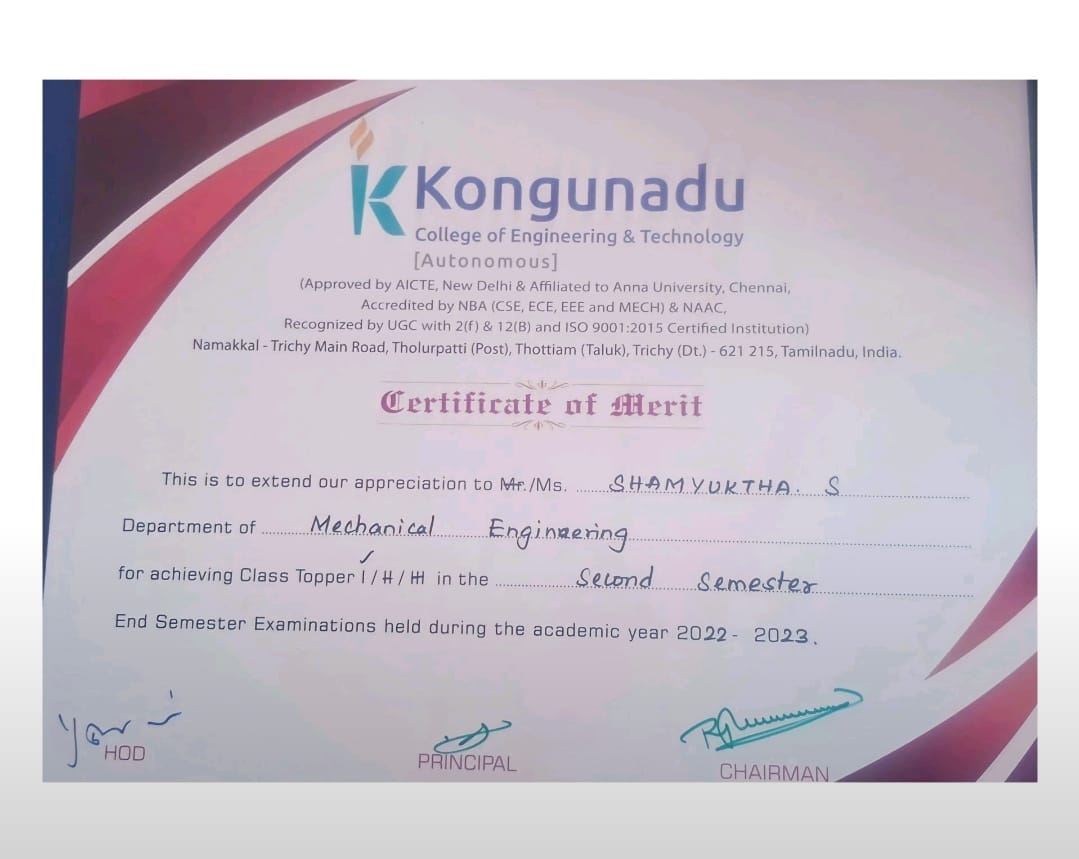 Kongunadu
College of Engineering & Technology
[Autonomous]
(Approved by AICTE, New Delhi & Affiliated to Anna University, Chennai,
Accredited by NBA (CSE, ECE, EEE and MECH) & NAAC,
Recognized by UGC with 2(f) & 12(B) and ISO 9001:2015 Certified Institution)
Namakkal - Trichy Main Road, Tholurpatti (Post), Thottiam (Taluk), Trichy (Dt.) - 621 215, Tamilnadu, India.
Certificate of Merit
This is to extend our appreciation to Mr./Ms. SHAMYUKTHA. S
Department of Mechanical Engineering
for achieving Class Topper I / II / III in the Second Semester
End Semester Examinations held during the academic year 2022 - 2023.
HOD
PRINCIPAL
CHAIRMAN